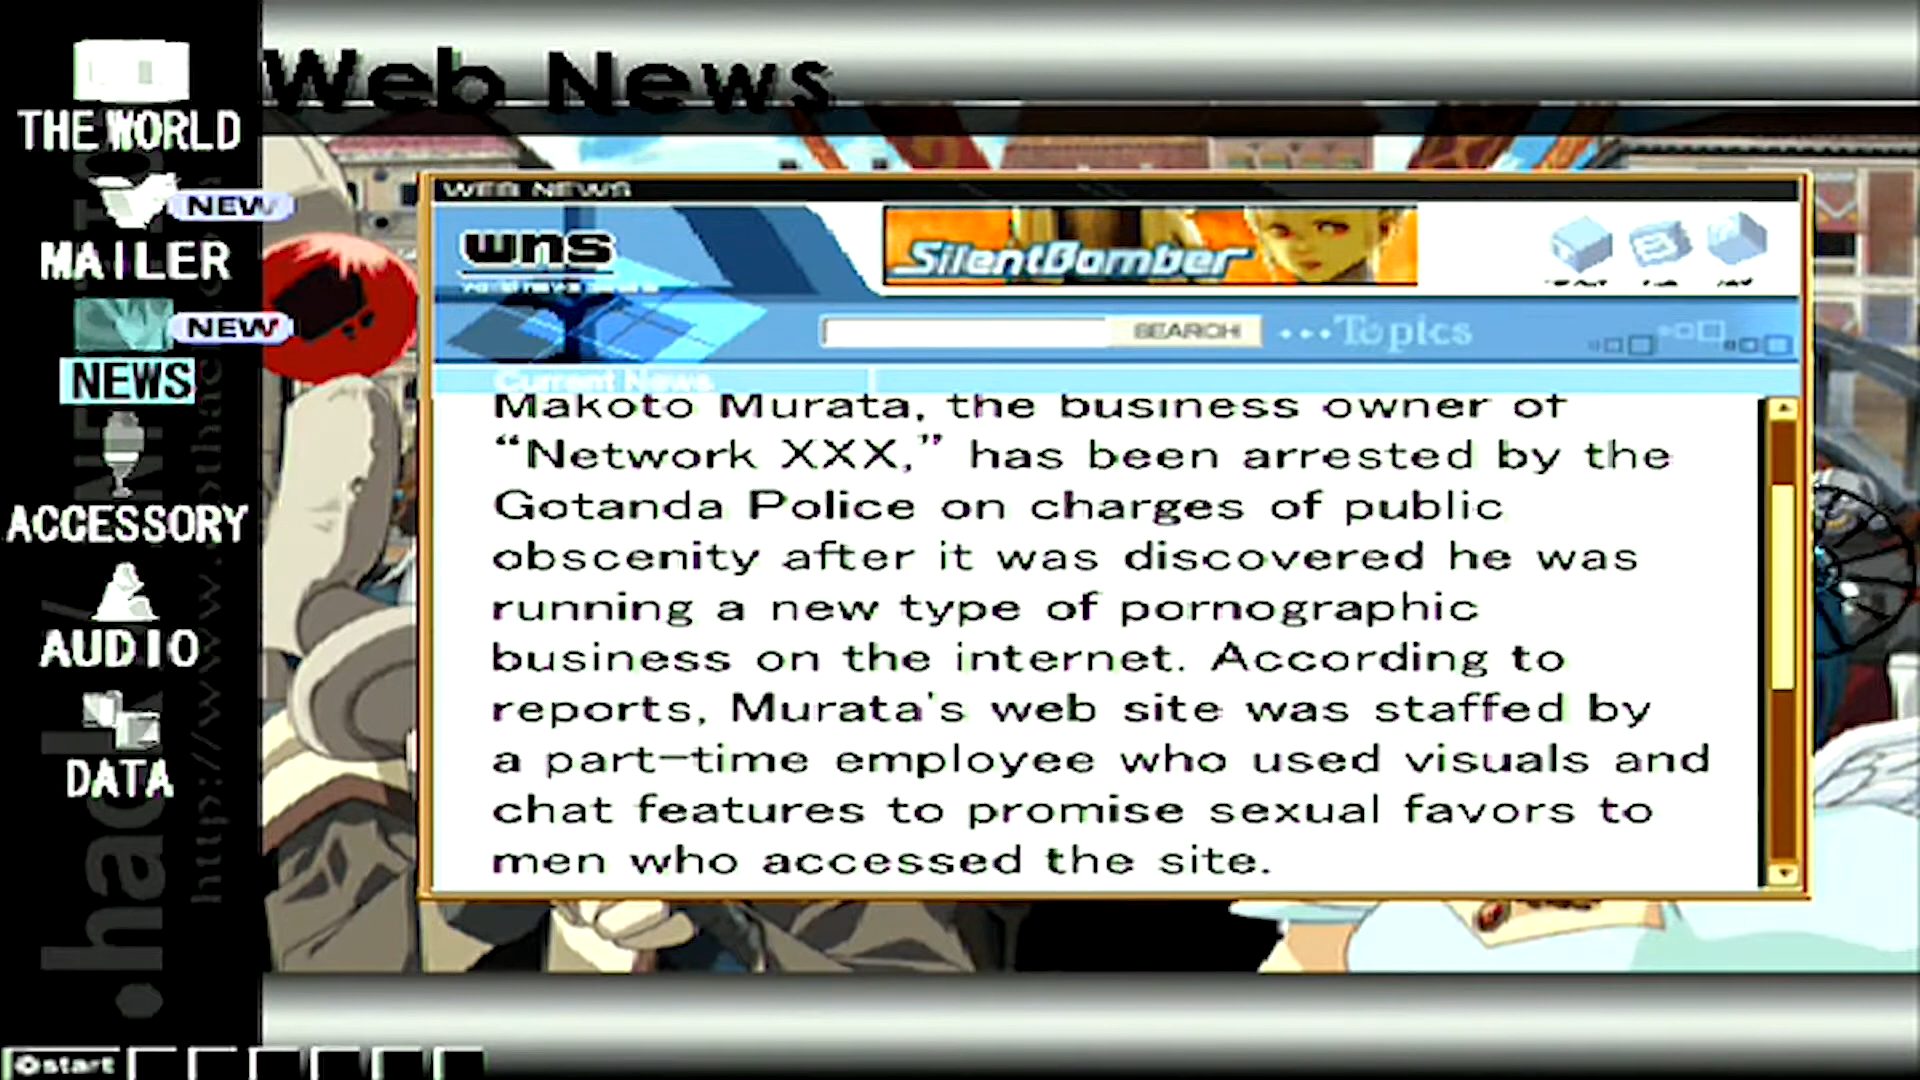 Web News
THE WORLD
NEW
MAILER
NEW
NEWS
ACCESSORY
AUDIO
DATA
start
WEB NEWS
wns
SilentBomber
SEARCH
...Topics
Current News
Makoto Murata, the business owner of
“Network XXX,” has been arrested by the
Gotanda Police on charges of public
obscenity after it was discovered he was
running a new type of pornographic
business on the internet. According to
reports, Murata's web site was staffed by
a part-time employee who used visuals and
chat features to promise sexual favors to
men who accessed the site.
.hack//